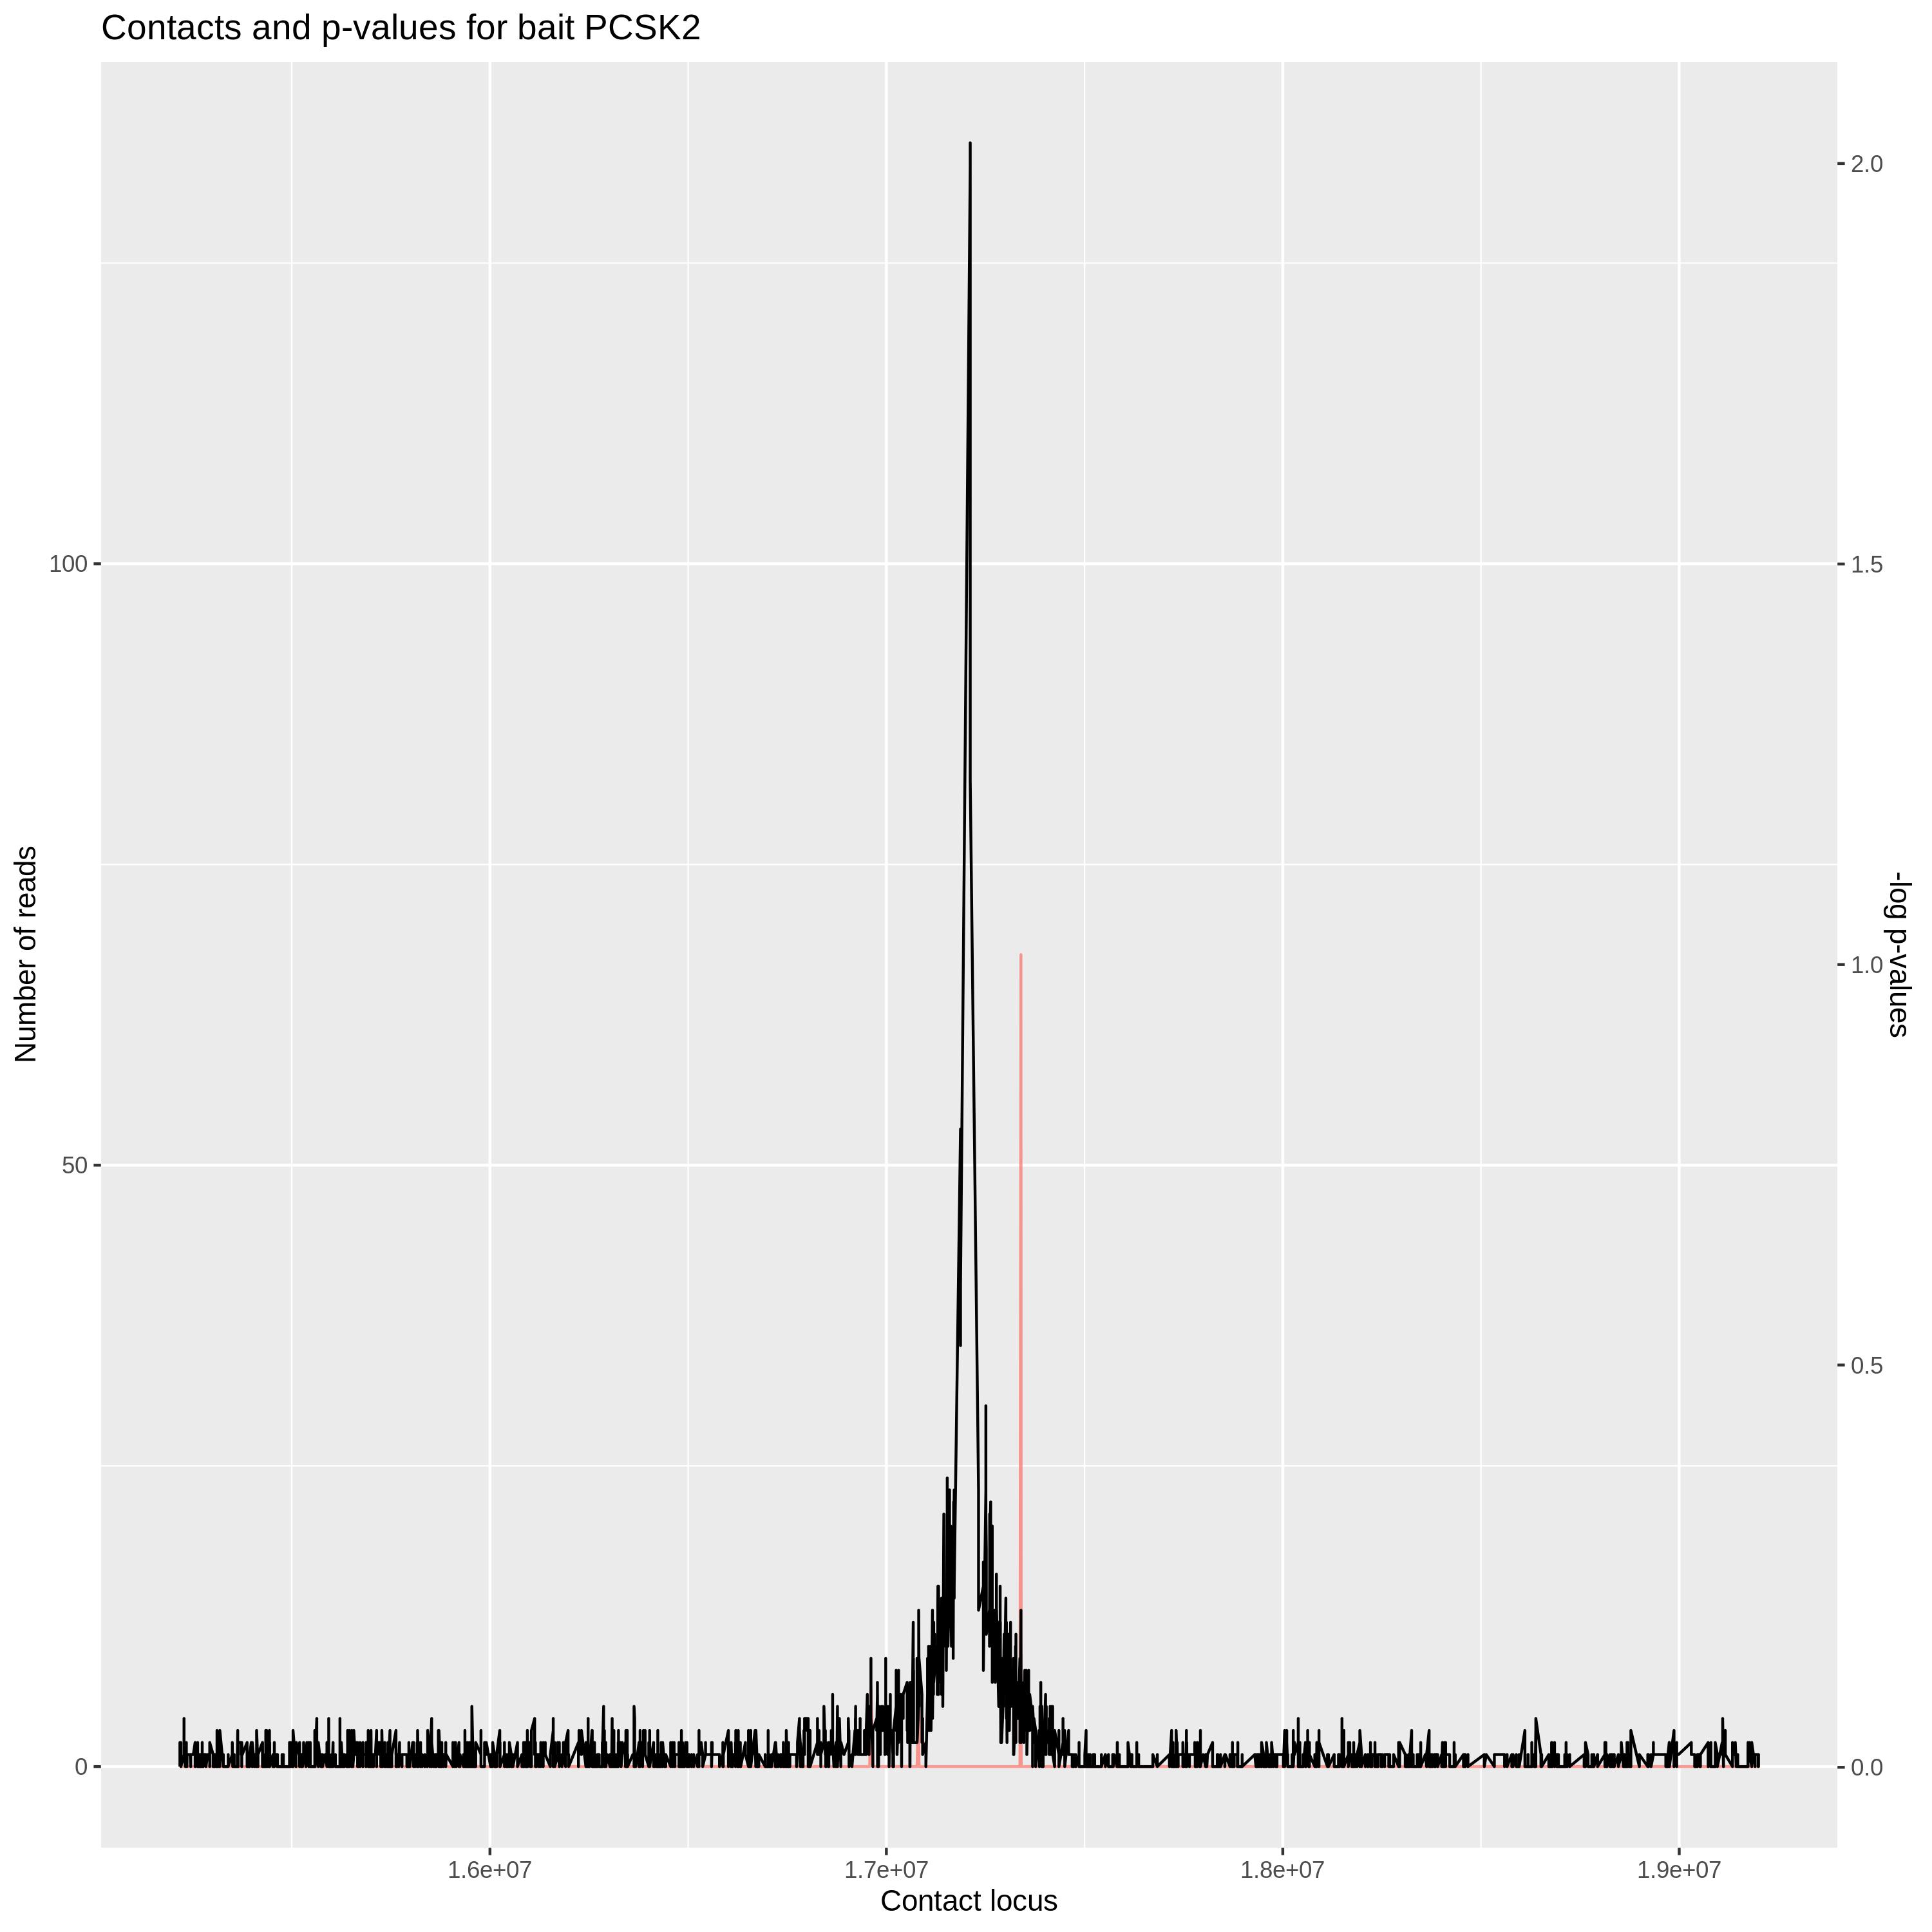 Contacts and p-values for bait PCSK2
Number of reads
100
50
0
2.0
1.5
1.0
0.5
0.0
-log p-values
1.6e+07
1.7e+07
1.8e+07
1.9e+07
Contact locus